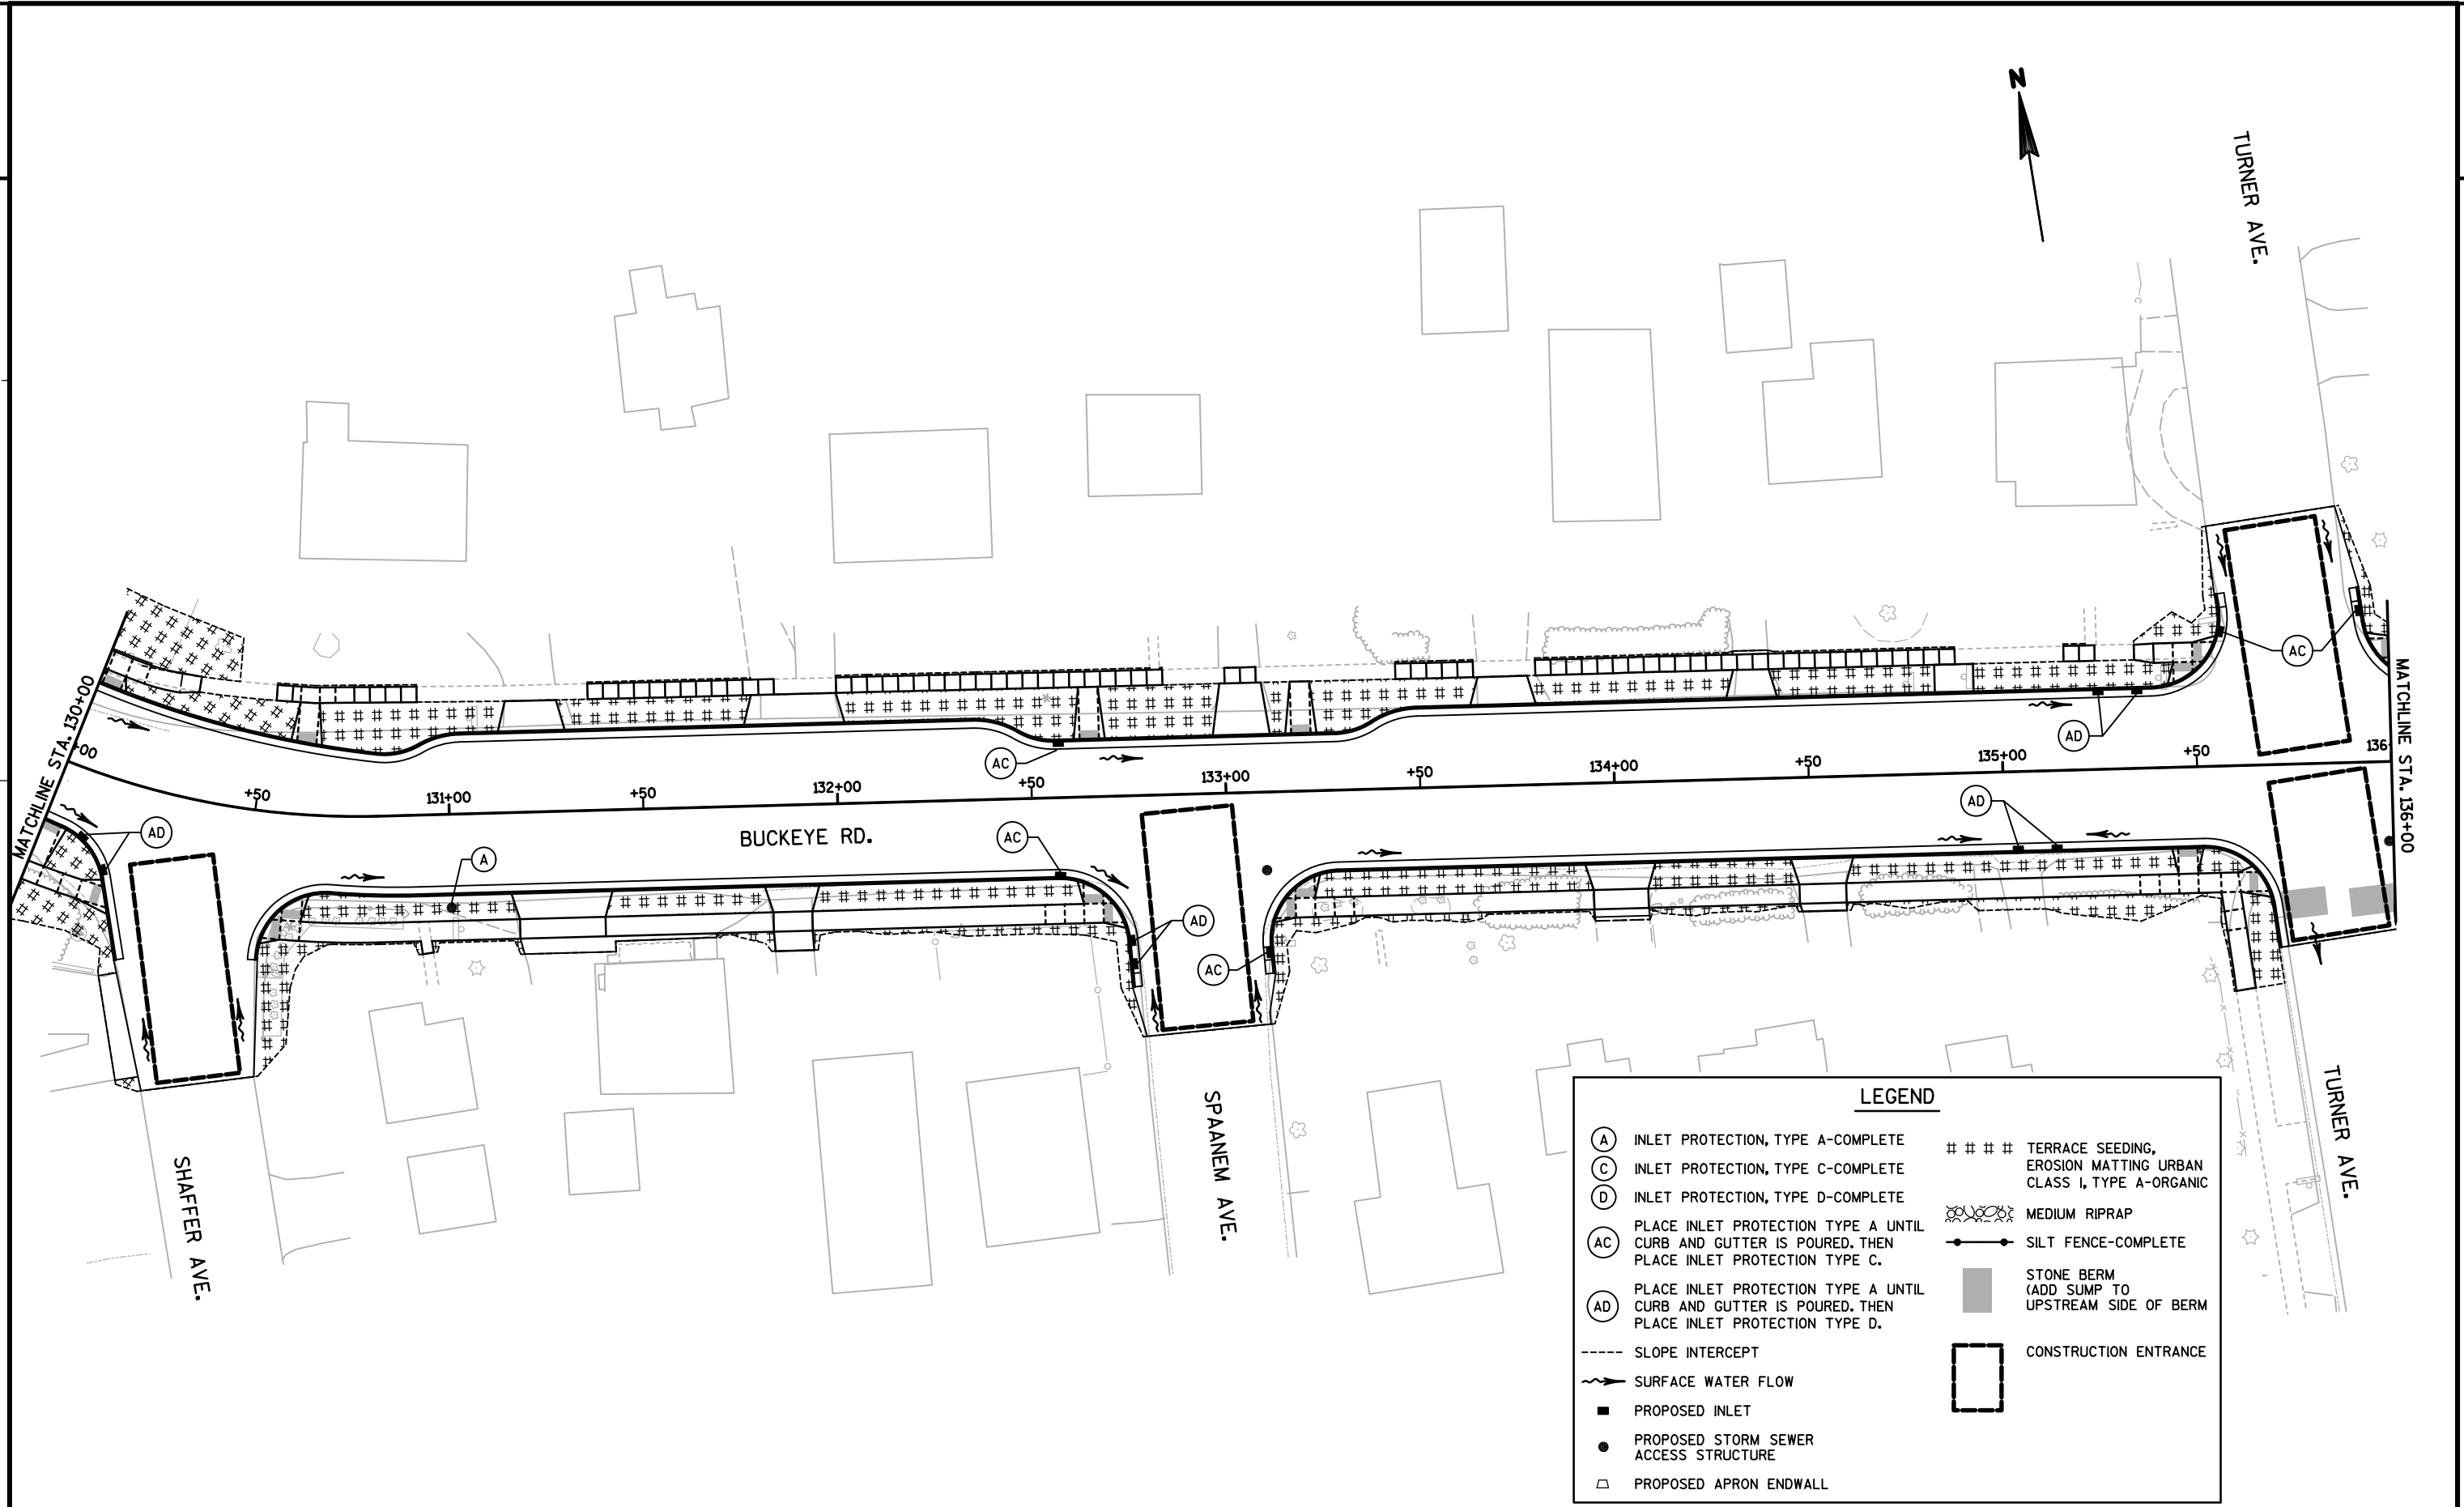 N
TURNER AVE.
MATCHLINE STA. 130+00
+00
+50
131+00
+50
132+00
+50
133+00
+50
134+00
+50
135+00
+50
136
MATCHLINE STA. 136+00
AC
AD
AC
AD
AD
A
AC
AD
AC
BUCKEYE RD.
SHAFFER AVE.
SPAANEM AVE.
TURNER AVE.
LEGEND
A INLET PROTECTION, TYPE A-COMPLETE
C INLET PROTECTION, TYPE C-COMPLETE
D INLET PROTECTION, TYPE D-COMPLETE
AC PLACE INLET PROTECTION TYPE A UNTIL
CURB AND GUTTER IS POURED. THEN
PLACE INLET PROTECTION TYPE C.
AD PLACE INLET PROTECTION TYPE A UNTIL
CURB AND GUTTER IS POURED. THEN
PLACE INLET PROTECTION TYPE D.
SLOPE INTERCEPT
SURFACE WATER FLOW
PROPOSED INLET
PROPOSED STORM SEWER
ACCESS STRUCTURE
PROPOSED APRON ENDWALL
TERRACE SEEDING,
EROSION MATTING URBAN
CLASS I, TYPE A-ORGANIC
MEDIUM RIPRAP
SILT FENCE-COMPLETE
STONE BERM
(ADD SUMP TO
UPSTREAM SIDE OF BERM
CONSTRUCTION ENTRANCE